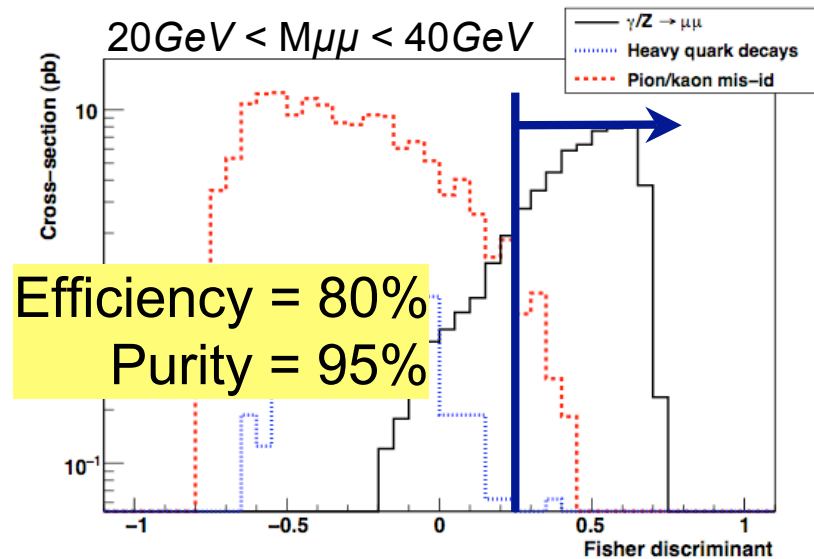 20GeV < Mμμ < 40GeV
γ/Z → μμ
Heavy quark decays
Pion/kaon mis-id
Cross-section (pb)
10
Efficiency = 80%
Purity = 95%
10⁻¹
-1 -0.5 0 0.5 1
Fisher discriminant